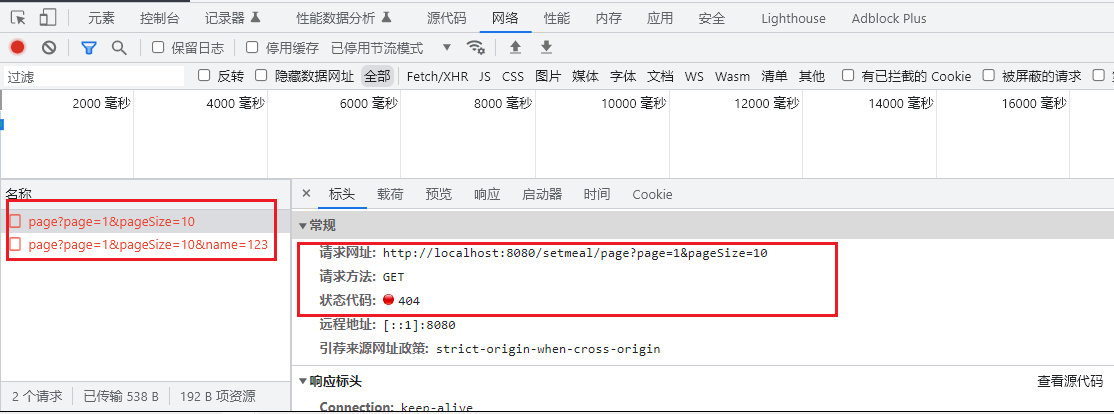 元素 控制台 记录器 性能数据分析 源代码 网络 性能 内存 应用 安全 Lighthouse Adblock Plus
保留日志 停用缓存 已停用节流模式
过滤 反转 隐藏数据网址 全部 Fetch/XHR JS CSS 图片 媒体 字体 文档 WS Wasm 清单 其他 有已拦截的 Cookie 被屏蔽的请求
2000 毫秒 4000 毫秒 6000 毫秒 8000 毫秒 10000 毫秒 12000 毫秒 14000 毫秒 16000 毫秒
名称 × 标头 载荷 预览 响应 启动器 时间 Cookie
page?page=1&pageSize=10
page?page=1&pageSize=10&name=123
常规
请求网址: http://localhost:8080/setmeal/page?page=1&pageSize=10
请求方法: GET
状态代码: 404
远程地址: [::1]:8080
引荐来源网址政策: strict-origin-when-cross-origin
响应标头 查看源代码
Connection: keep-alive
2 个请求 已传输 538 B 192 B 项资源